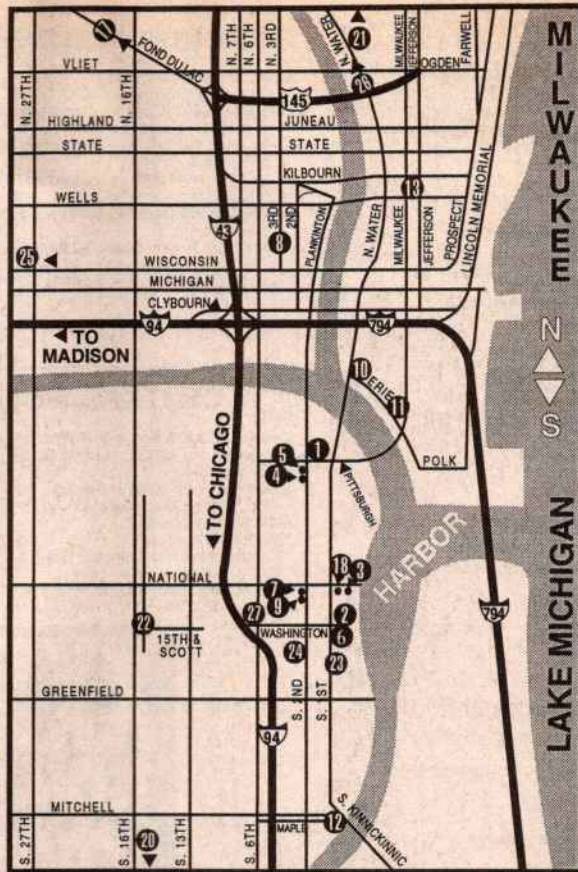 MILWAUKEE
N
S
LAKE MICHIGAN
HARBOR
17
FOND DU LAC
N. 27TH
N. 16TH
N. 7TH
N. 6TH
N. 3RD
N. WATER
21
26
MILWAUKEE
JEFFERSON
OGDEN
FARWELL
VLIET
145
HIGHLAND
JUNEAU
STATE
STATE
KILBOURN
13
WELLS
43
3RD
2ND
8
PLANKINTON
N. WATER
MILWAUKEE
JEFFERSON
PROSPECT
LINCOLN MEMORIAL
25
WISCONSIN
MICHIGAN
CLYBOURN
94
794
TO
MADISON
10
ERIE
11
TO CHICAGO
5
1
4
POLK
PITTSBURGH
18
3
NATIONAL
7
9
27
2
22
15TH &
SCOTT
WASHINGTON
6
24
23
794
S. 2ND
S. 1ST
GREENFIELD
94
MITCHELL
S. KINNICKINNIC
MAPLE
12
S. 27TH
S. 16TH
20
S. 13TH
S. 6TH